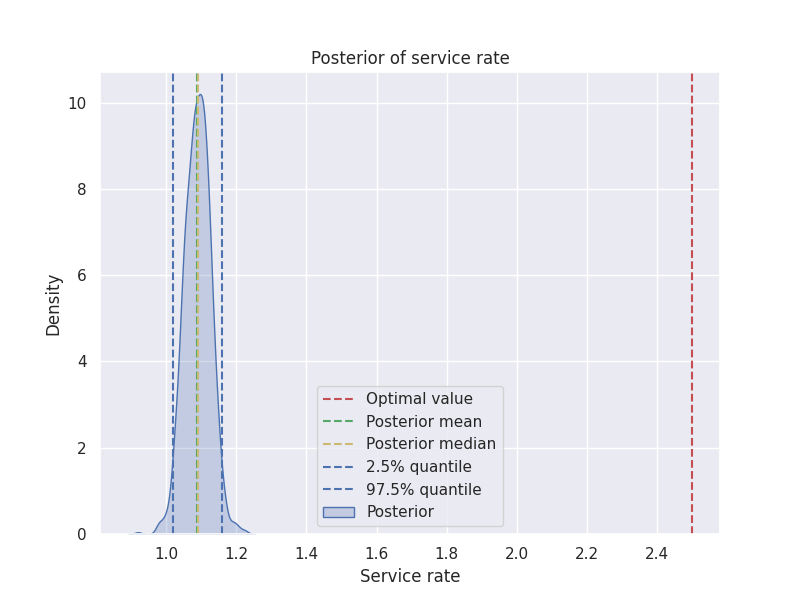 Posterior of service rate
10
8
6
4
2
0
Density
1.0 1.2 1.4 1.6 1.8 2.0 2.2 2.4
Service rate
Optimal value
Posterior mean
Posterior median
2.5% quantile
97.5% quantile
Posterior